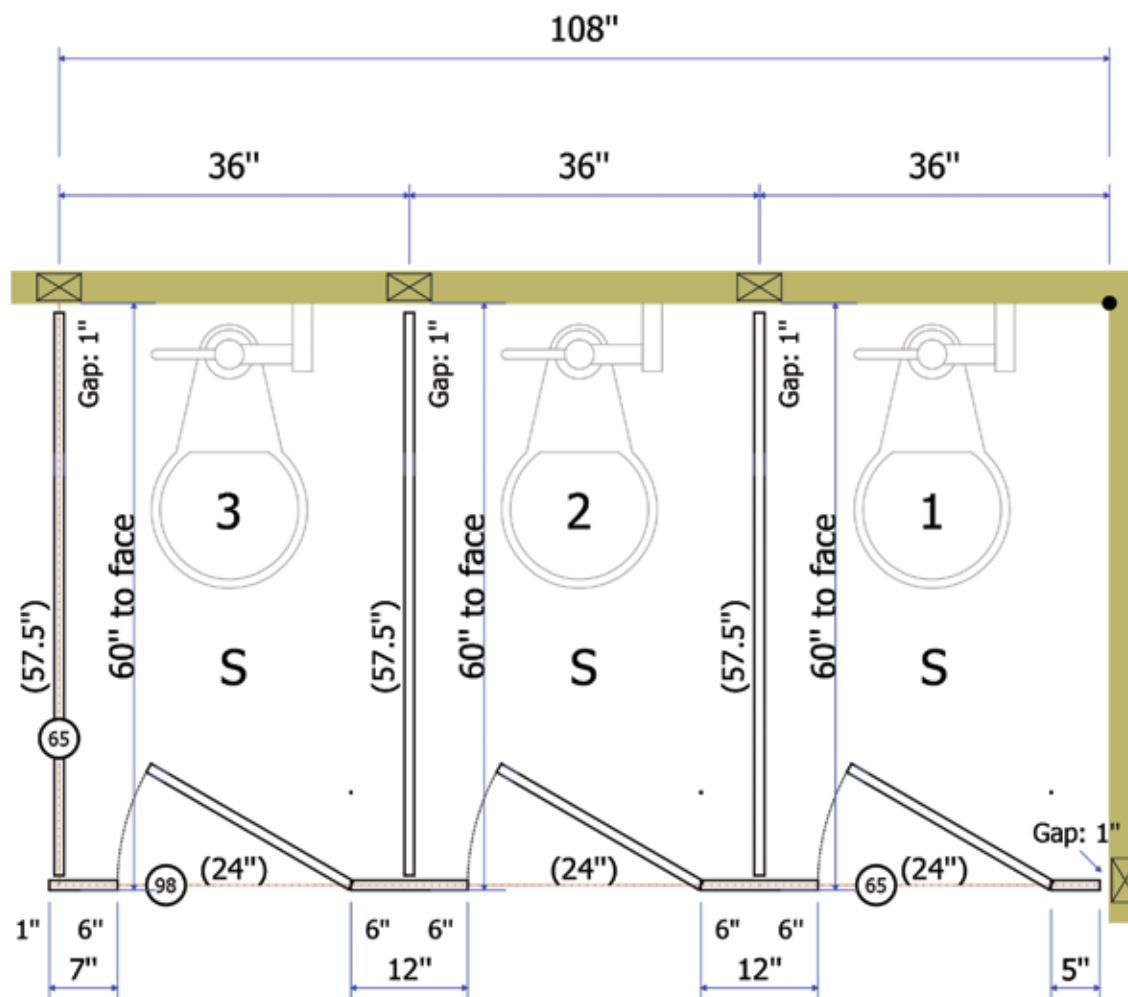 108"
36" 36" 36"
Gap: 1" Gap: 1" Gap: 1"
3 2 1
(57.5") 60" to face (57.5") 60" to face (57.5") 60" to face
S S S
65
Gap: 1"
98 (24") (24") 65 (24")
1" 6" 6" 6" 6" 6"
7" 12" 12" 5"